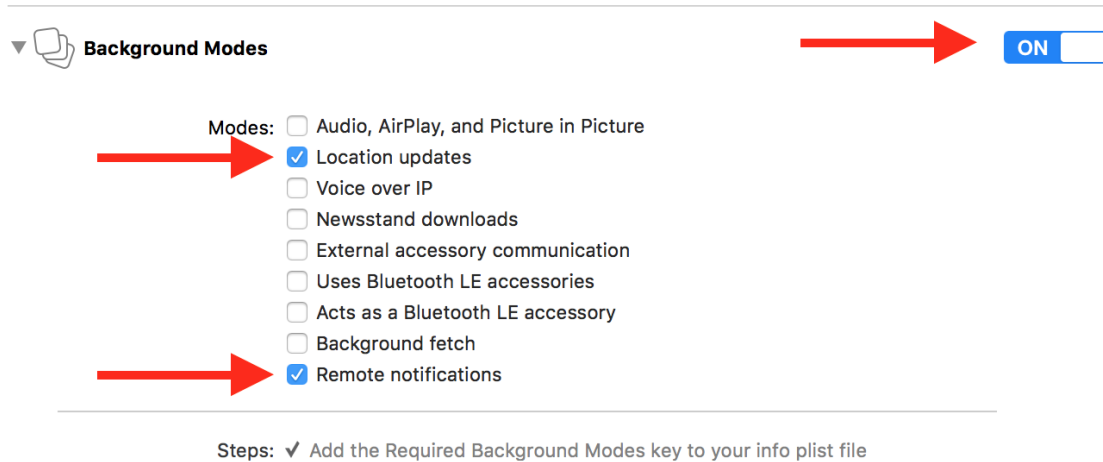 Background Modes
ON
Modes: Audio, AirPlay, and Picture in Picture
Location updates
Voice over IP
Newsstand downloads
External accessory communication
Uses Bluetooth LE accessories
Acts as a Bluetooth LE accessory
Background fetch
Remote notifications
Steps: ✓ Add the Required Background Modes key to your info plist file